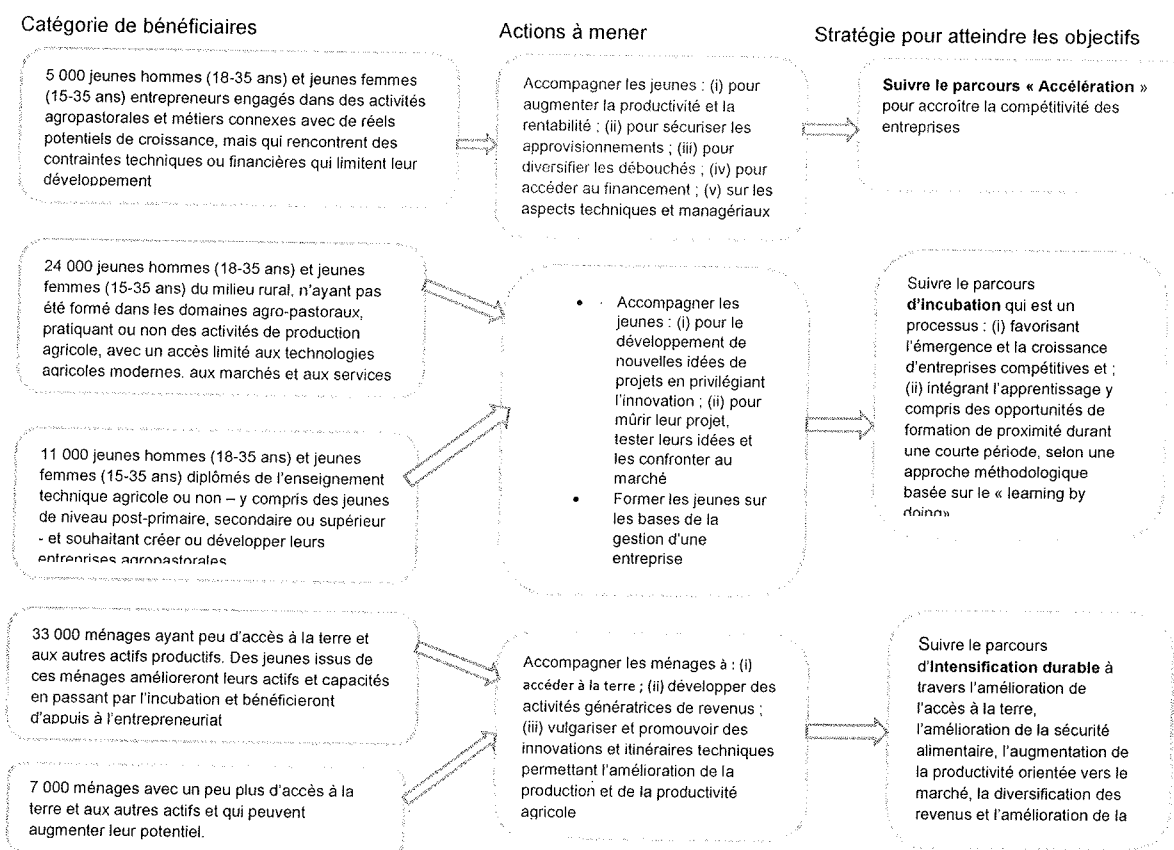 Catégorie de bénéficiaires
Actions à mener
Stratégie pour atteindre les objectifs
5 000 jeunes hommes (18-35 ans) et jeunes femmes
(15-35 ans) entrepreneurs engagés dans des activités
agropastorales et métiers connexes avec de réels
potentiels de croissance, mais qui rencontrent des
contraintes techniques ou financières qui limitent leur
développement
Accompagner les jeunes : (i) pour
augmenter la productivité et la
rentabilité ; (ii) pour sécuriser les
approvisionnements ; (iii) pour
diversifier les débouchés ; (iv) pour
accéder au financement ; (v) sur les
aspects techniques et managériaux
Suivre le parcours « Accélération »
pour accroître la compétitivité des
entreprises
24 000 jeunes hommes (18-35 ans) et jeunes
femmes (15-35 ans) du milieu rural, n'ayant pas
été formé dans les domaines agro-pastoraux,
pratiquant ou non des activités de production
agricole, avec un accès limité aux technologies
agricoles modernes. aux marchés et aux services
11 000 jeunes hommes (18-35 ans) et jeunes
femmes (15-35 ans) diplômés de l'enseignement
technique agricole ou non – y compris des jeunes
de niveau post-primaire, secondaire ou supérieur
- et souhaitant créer ou développer leurs
entreprises agropastorales
• Accompagner les
jeunes : (i) pour le
développement de
nouvelles idées de
projets en privilégiant
l'innovation ; (ii) pour
mûrir leur projet,
tester leurs idées et
les confronter au
marché
• Former les jeunes sur
les bases de la
gestion d'une
entreprise
Suivre le parcours
d'incubation qui est un
processus : (i) favorisant
l'émergence et la croissance
d'entreprises compétitives et ;
(ii) intégrant l'apprentissage y
compris des opportunités de
formation de proximité durant
une courte période, selon une
approche méthodologique
basée sur le « learning by
doing»
33 000 ménages ayant peu d'accès à la terre et
aux autres actifs productifs. Des jeunes issus de
ces ménages amélioreront leurs actifs et capacités
en passant par l'incubation et bénéficieront
d'appuis à l'entrepreneuriat
7 000 ménages avec un peu plus d'accès à la
terre et aux autres actifs et qui peuvent
augmenter leur potentiel.
Accompagner les ménages à : (i)
accéder à la terre ; (ii) développer des
activités génératrices de revenus ;
(iii) vulgariser et promouvoir des
innovations et itinéraires techniques
permettant l'amélioration de la
production et de la productivité
agricole
Suivre le parcours
d'Intensification durable à
travers l'amélioration de
l'accès à la terre,
l'amélioration de la sécurité
alimentaire, l'augmentation de
la productivité orientée vers le
marché, la diversification des
revenus et l'amélioration de la